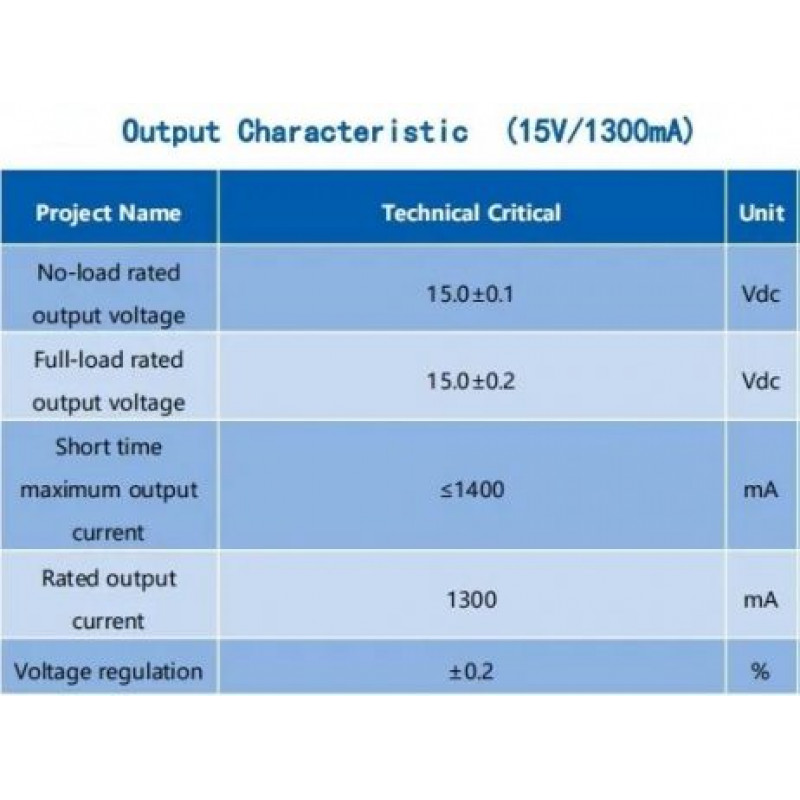 Output Characteristic (15V/1300mA)
Project Name Technical Critical Unit
No-load rated
output voltage
15.0±0.1 Vdc
Full-load rated
output voltage
15.0±0.2 Vdc
Short time
maximum output
current
≤1400 mA
Rated output
current
1300 mA
Voltage regulation ±0.2 %